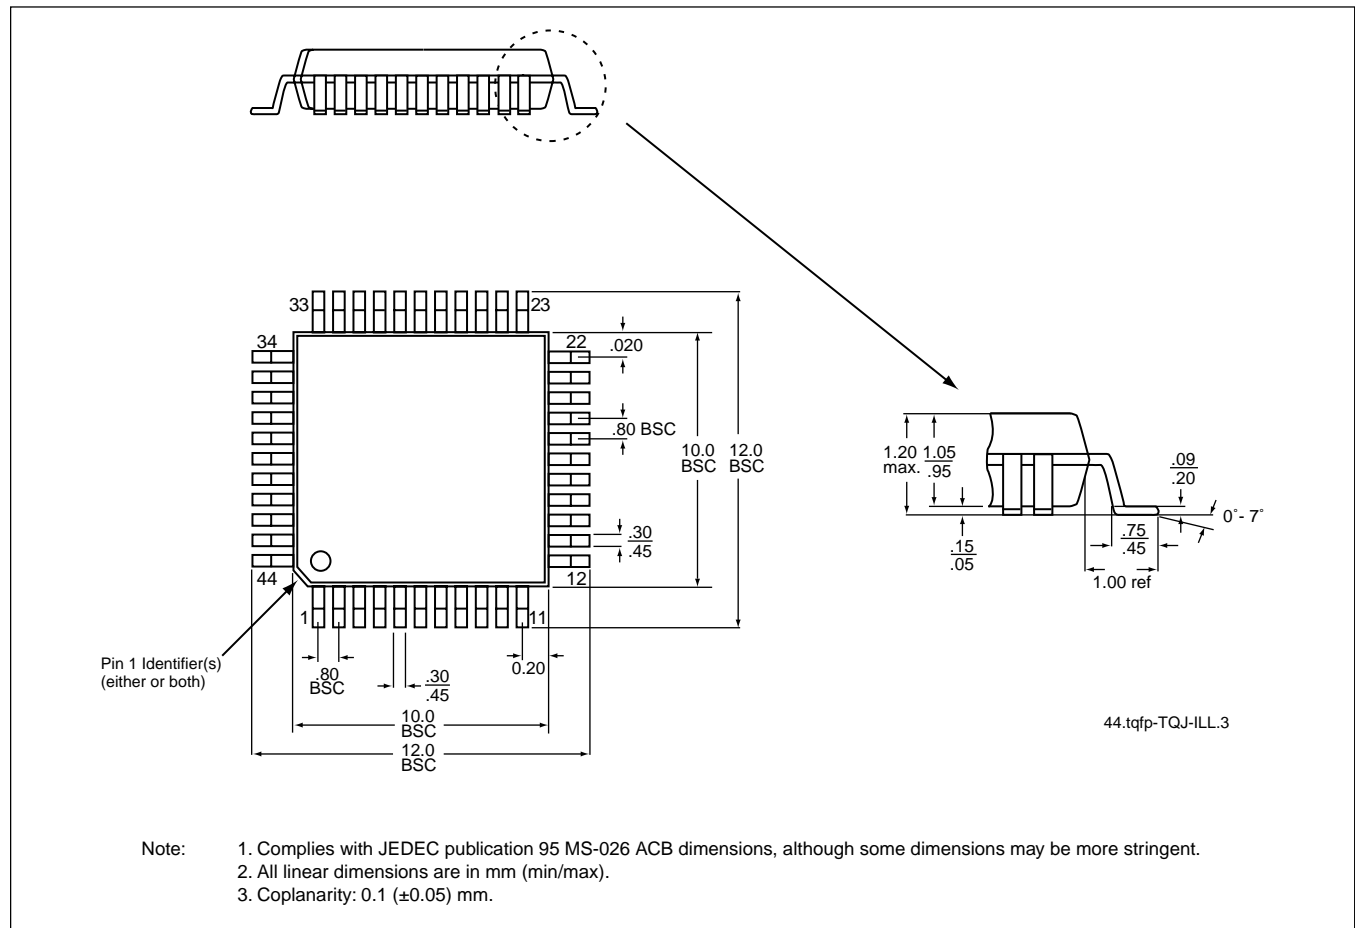 33
23
34
22
.020
.80 BSC
10.0
BSC
12.0
BSC
.30
.45
44
12
1
11
Pin 1 Identifier(s)
(either or both)
.80
BSC
.30
.45
0.20
10.0
BSC
12.0
BSC
1.20
max.
1.05
.95
.15
.05
.09
.20
0°- 7°
.75
.45
1.00 ref
44.tqfp-TQJ-ILL.3
Note: 1. Complies with JEDEC publication 95 MS-026 ACB dimensions, although some dimensions may be more stringent.
2. All linear dimensions are in mm (min/max).
3. Coplanarity: 0.1 (±0.05) mm.